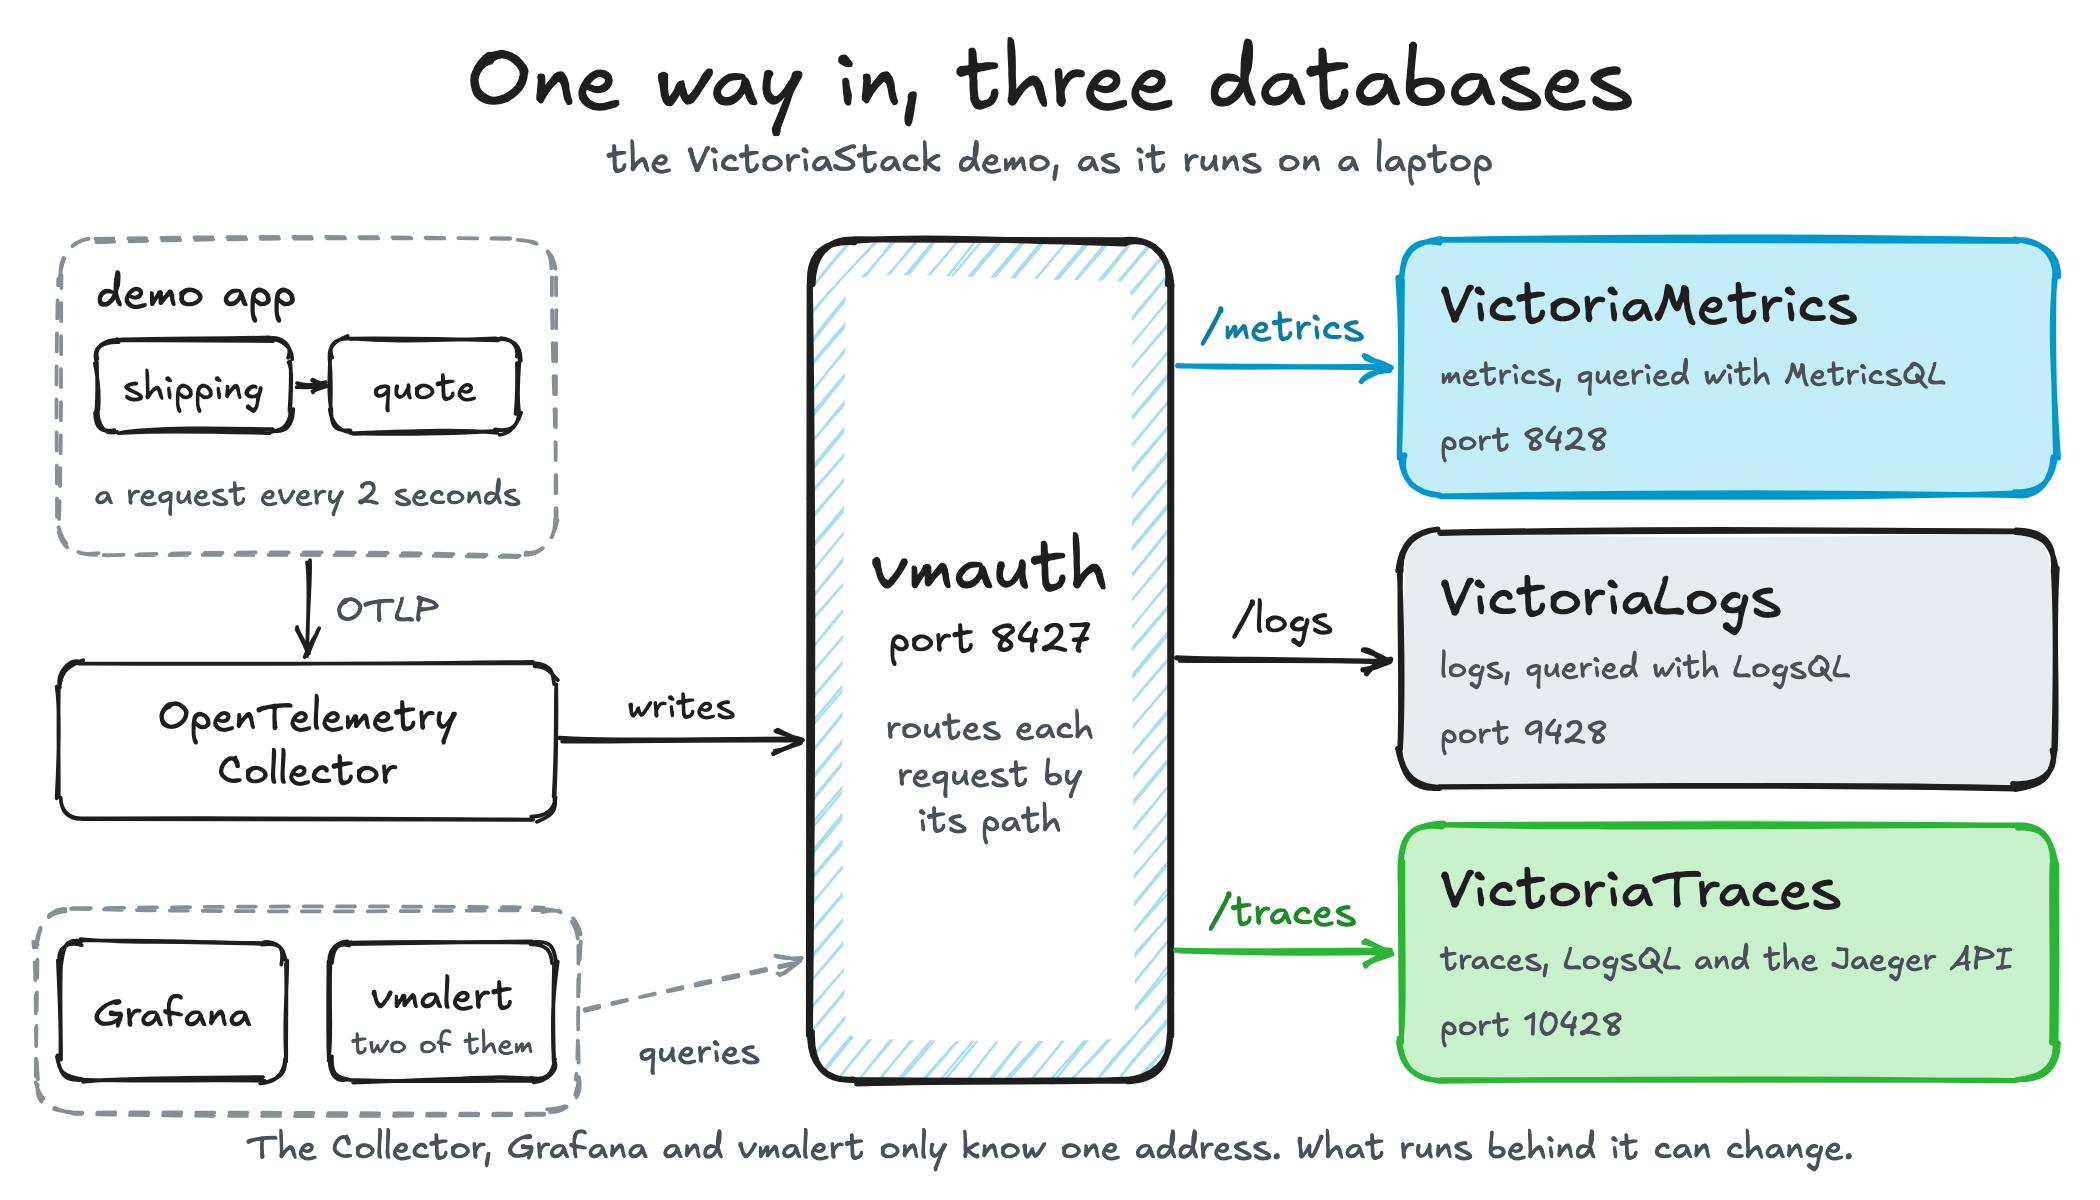 One way in, three databases
the VictoriaStack demo, as it runs on a laptop
demo app
shipping
quote
a request every 2 seconds
OTLP
OpenTelemetry
Collector
writes
Grafana
vmalert
two of them
queries
vmauth
port 8427
routes each
request by
its path
/metrics
VictoriaMetrics
metrics, queried with MetricsQL
port 8428
/logs
VictoriaLogs
logs, queried with LogsQL
port 9428
/traces
VictoriaTraces
traces, LogsQL and the Jaeger API
port 10428
The Collector, Grafana and vmalert only know one address. What runs behind it can change.